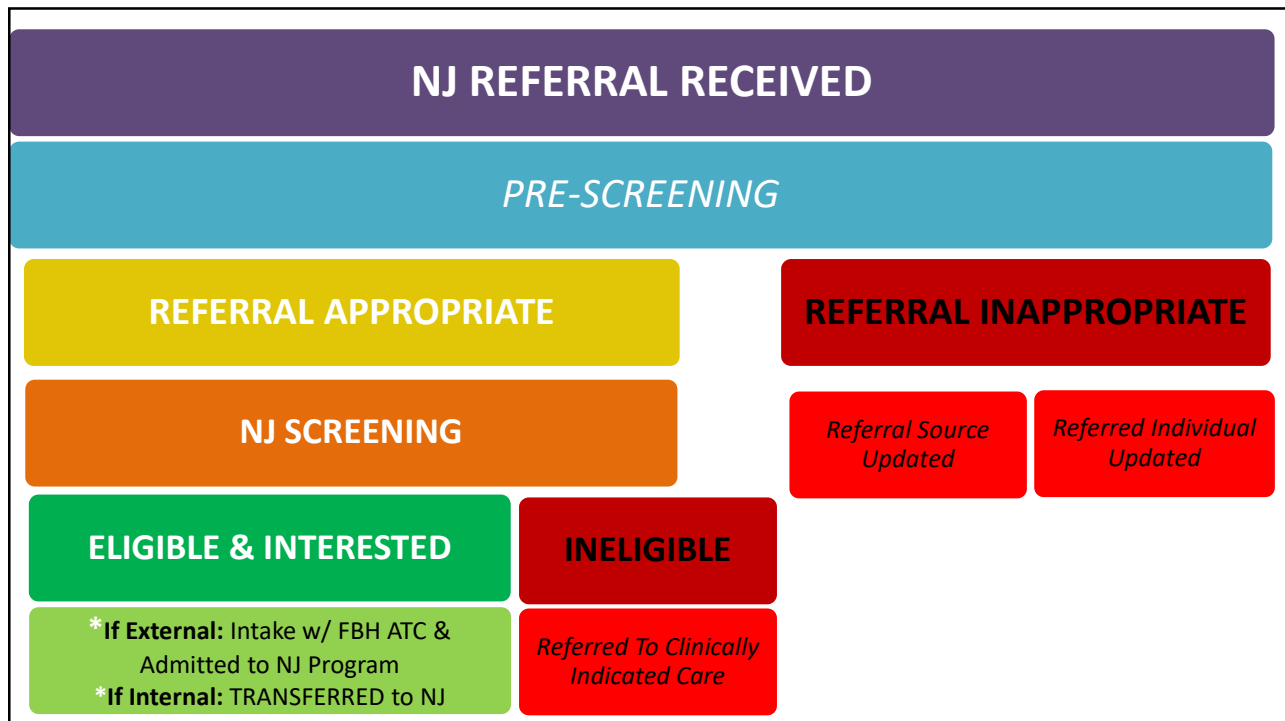 NJ REFERRAL RECEIVED
PRE-SCREENING
REFERRAL APPROPRIATE
REFERRAL INAPPROPRIATE
NJ SCREENING
Referral Source
Updated
Referred Individual
Updated
ELIGIBLE & INTERESTED
INELIGIBLE
*If External: Intake w/ FBH ATC &
Admitted to NJ Program
*If Internal: TRANSFERRED to NJ
Referred To Clinically
Indicated Care